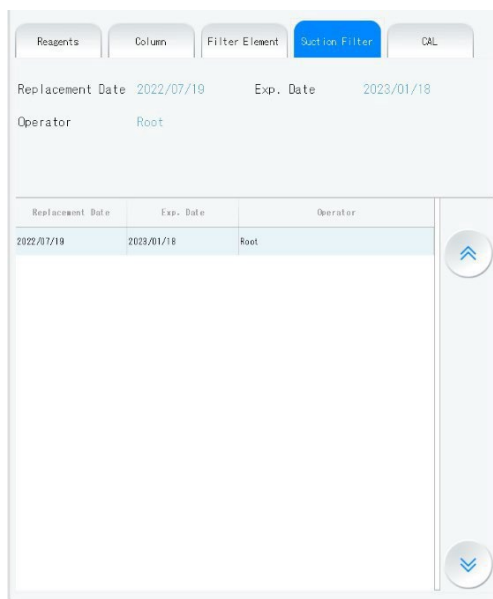 Reagents Column Filter Element Suction Filter CAL
Replacement Date 2022/07/19 Exp. Date 2023/01/18
Operator Root
Replacement Date Exp. Date Operator
2022/07/19 2023/01/18 Root